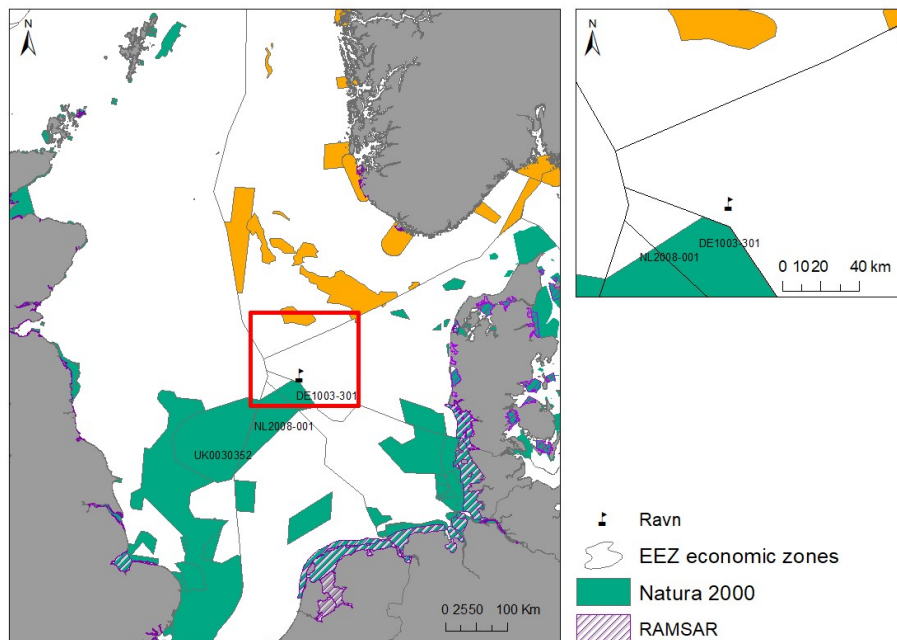 N
DE1003-301
NL2008-001
UK0030352
0 2550 100 Km
N
DE1003-301
NL2008-001
0 1020 40 km
Ravn
EEZ economic zones
Natura 2000
RAMSAR